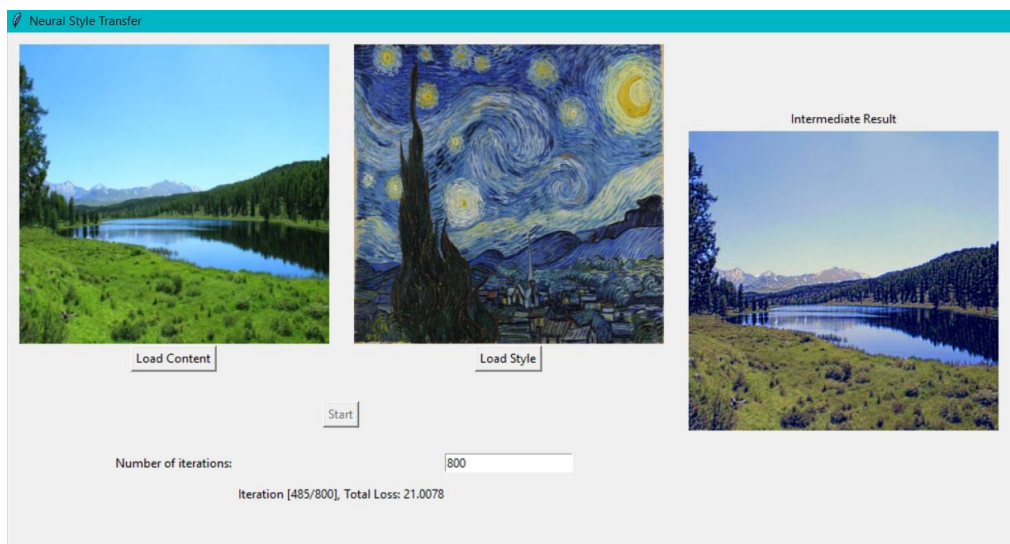 Neural Style Transfer
Intermediate Result
Load Content
Load Style
Start
Number of iterations:
800
Iteration [485/800], Total Loss: 21.0078